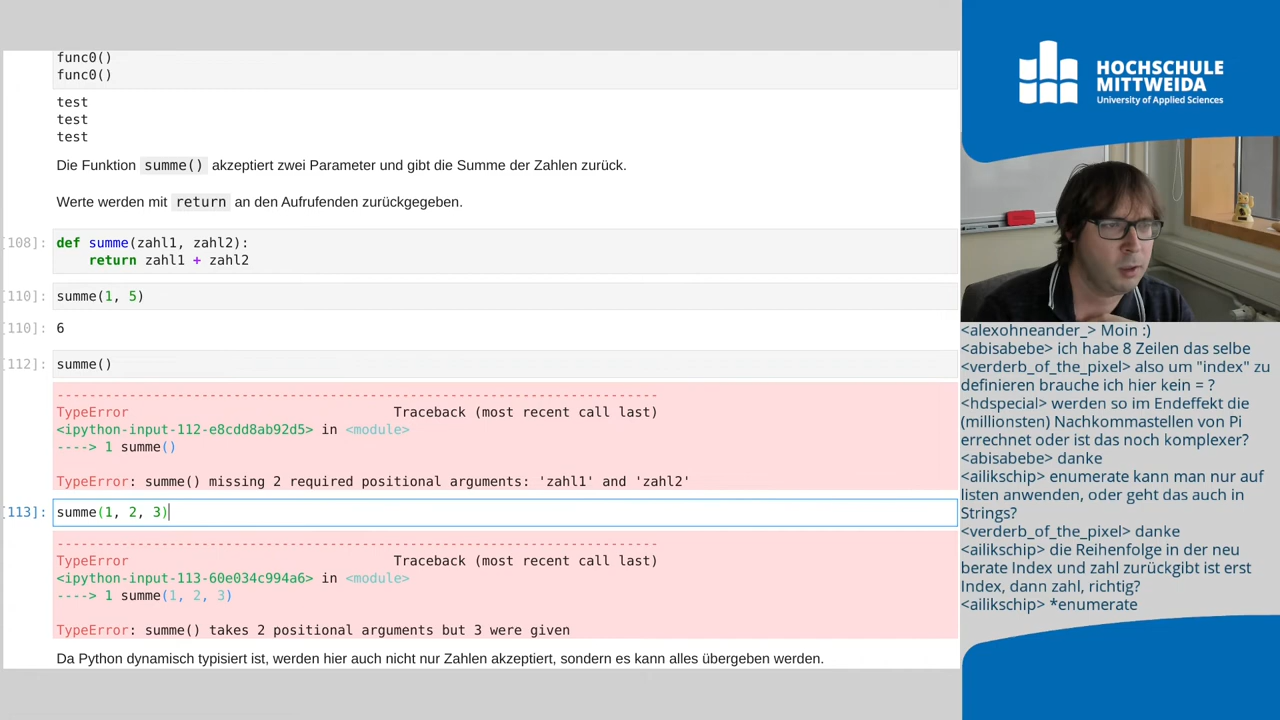 func0()
func0()
test
test
test
Die Funktion summe() akzeptiert zwei Parameter und gibt die Summe der Zahlen zurück.
Werte werden mit return an den Aufrufenden zurückgegeben.
[108]: def summe(zahl1, zahl2):
return zahl1 + zahl2
[110]: summe(1, 5)
[110]: 6
[112]: summe()
---------------------------------------------------------------------------
TypeError Traceback (most recent call last)
<ipython-input-112-e8cdd8ab92d5> in <module>
----> 1 summe()
TypeError: summe() missing 2 required positional arguments: 'zahl1' and 'zahl2'
[113]: summe(1, 2, 3)
---------------------------------------------------------------------------
TypeError Traceback (most recent call last)
<ipython-input-113-60e034c994a6> in <module>
----> 1 summe(1, 2, 3)
TypeError: summe() takes 2 positional arguments but 3 were given
Da Python dynamisch typisiert ist, werden hier auch nicht nur Zahlen akzeptiert, sondern es kann alles übergeben werden.
HOCHSCHULE
MITTWEIDA
University of Applied Sciences
<alexohneander_> Moin :)
<abisabebe> ich habe 8 Zeilen das selbe
<verderb_of_the_pixel> also um "index" zu
definieren brauche ich hier kein = ?
<hdspecial> werden so im Endeffekt die
(millionsten) Nachkommastellen von Pi
errechnet oder ist das noch komplexer?
<abisabebe> danke
<ailikschip> enumerate kann man nur auf
listen anwenden, oder geht das auch in
Strings?
<verderb_of_the_pixel> danke
<ailikschip> die Reihenfolge in der neu
berate Index und zahl zurückgibt ist erst
Index, dann zahl, richtig?
<ailikschip> *enumerate